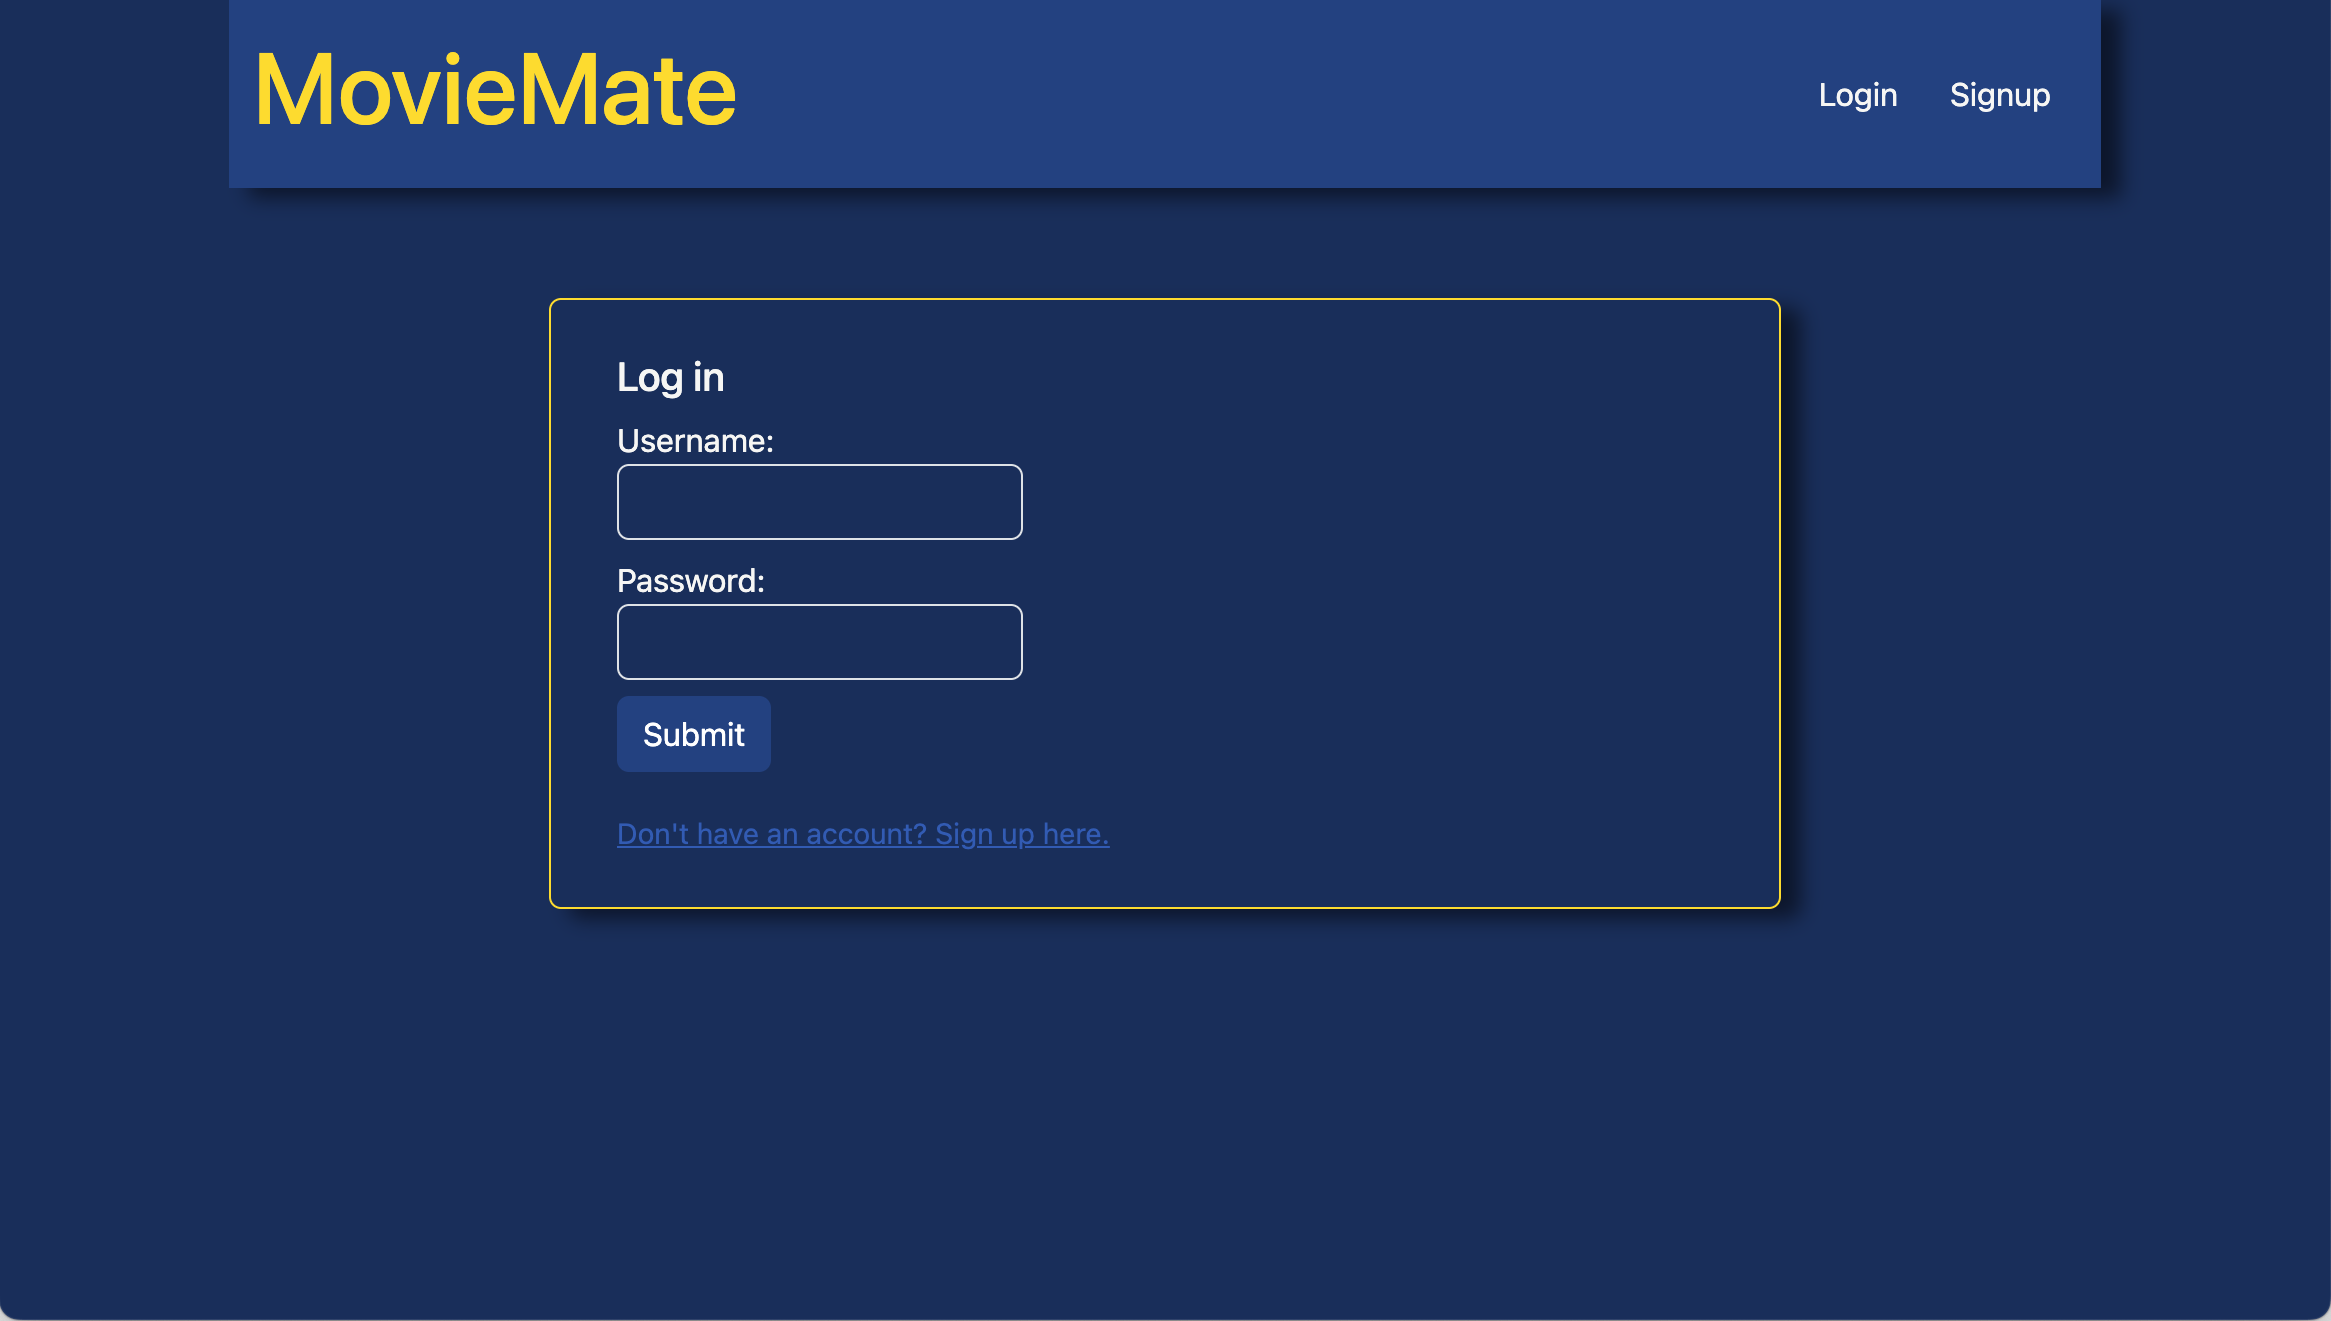 MovieMate
Login Signup
Log in
Username:
Password:
Submit
Don't have an account? Sign up here.